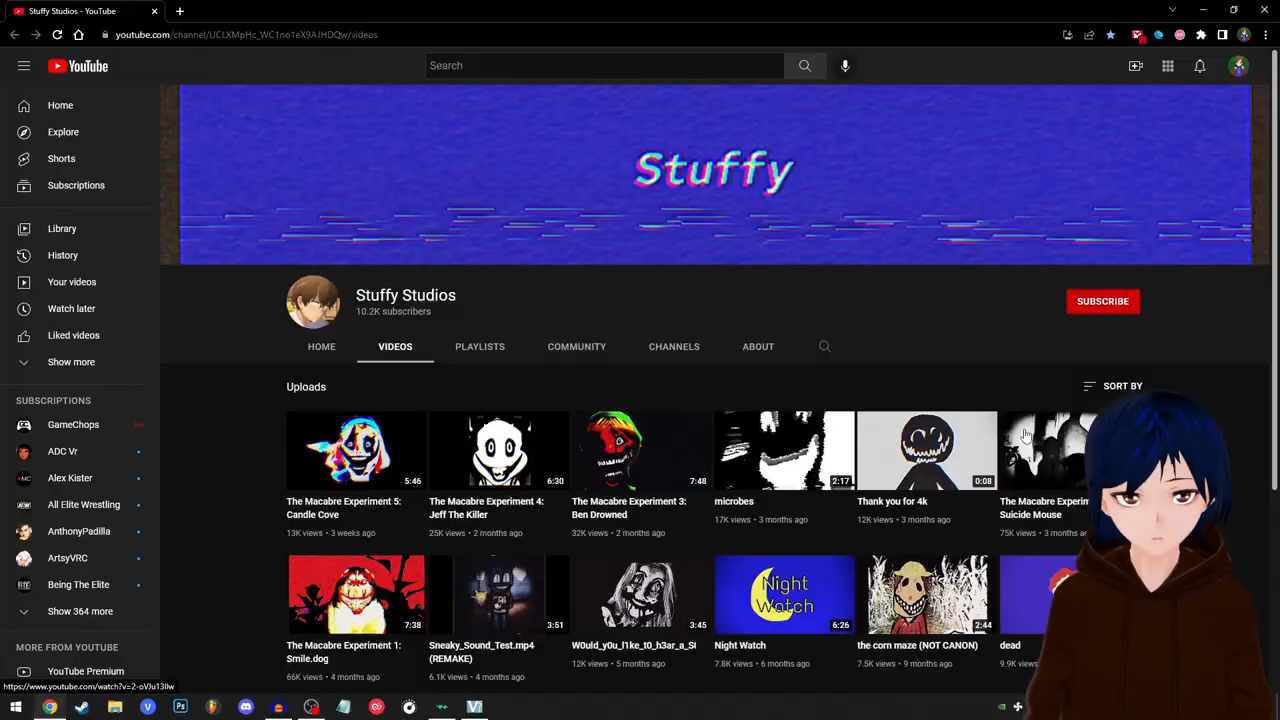 Stuffy Studios - YouTube
youtube.com/channel/UCLXMpHc_WC1no1eX9AJHDQw/videos
YouTube
Search
Home
Explore
Shorts
Subscriptions
Library
History
Your videos
Watch later
Liked videos
Show more
SUBSCRIPTIONS
GameChops
ADC Vr
Alex Kister
All Elite Wrestling
AnthonyPadilla
ArtsyVRC
Being The Elite
Show 364 more
MORE FROM YOUTUBE
YouTube Premium
https://www.youtube.com/watch?v=2-oVJu13Ilw
Stuffy
Stuffy Studios
10.2K subscribers
SUBSCRIBE
HOME VIDEOS PLAYLISTS COMMUNITY CHANNELS ABOUT
Uploads
SORT BY
5:46
The Macabre Experiment 5:
Candle Cove
13K views • 3 weeks ago
6:30
The Macabre Experiment 4:
Jeff The Killer
25K views • 2 months ago
7:48
The Macabre Experiment 3:
Ben Drowned
32K views • 2 months ago
2:17
microbes
17K views • 3 months ago
0:08
Thank you for 4k
12K views • 3 months ago
The Macabre Experim
Suicide Mouse
75K views • 3 months
7:38
The Macabre Experiment 1:
Smile.dog
66K views • 4 months ago
3:51
Sneaky_Sound_Test.mp4
(REMAKE)
6.1K views • 4 months ago
3:45
W0uld_y0u_l1ke_t0_h3ar_a_St
12K views • 5 months ago
Night
Watch
6:26
Night Watch
7.8K views • 6 months ago
2:44
the corn maze (NOT CANON)
7.5K views • 9 months ago
dead
9.9K views